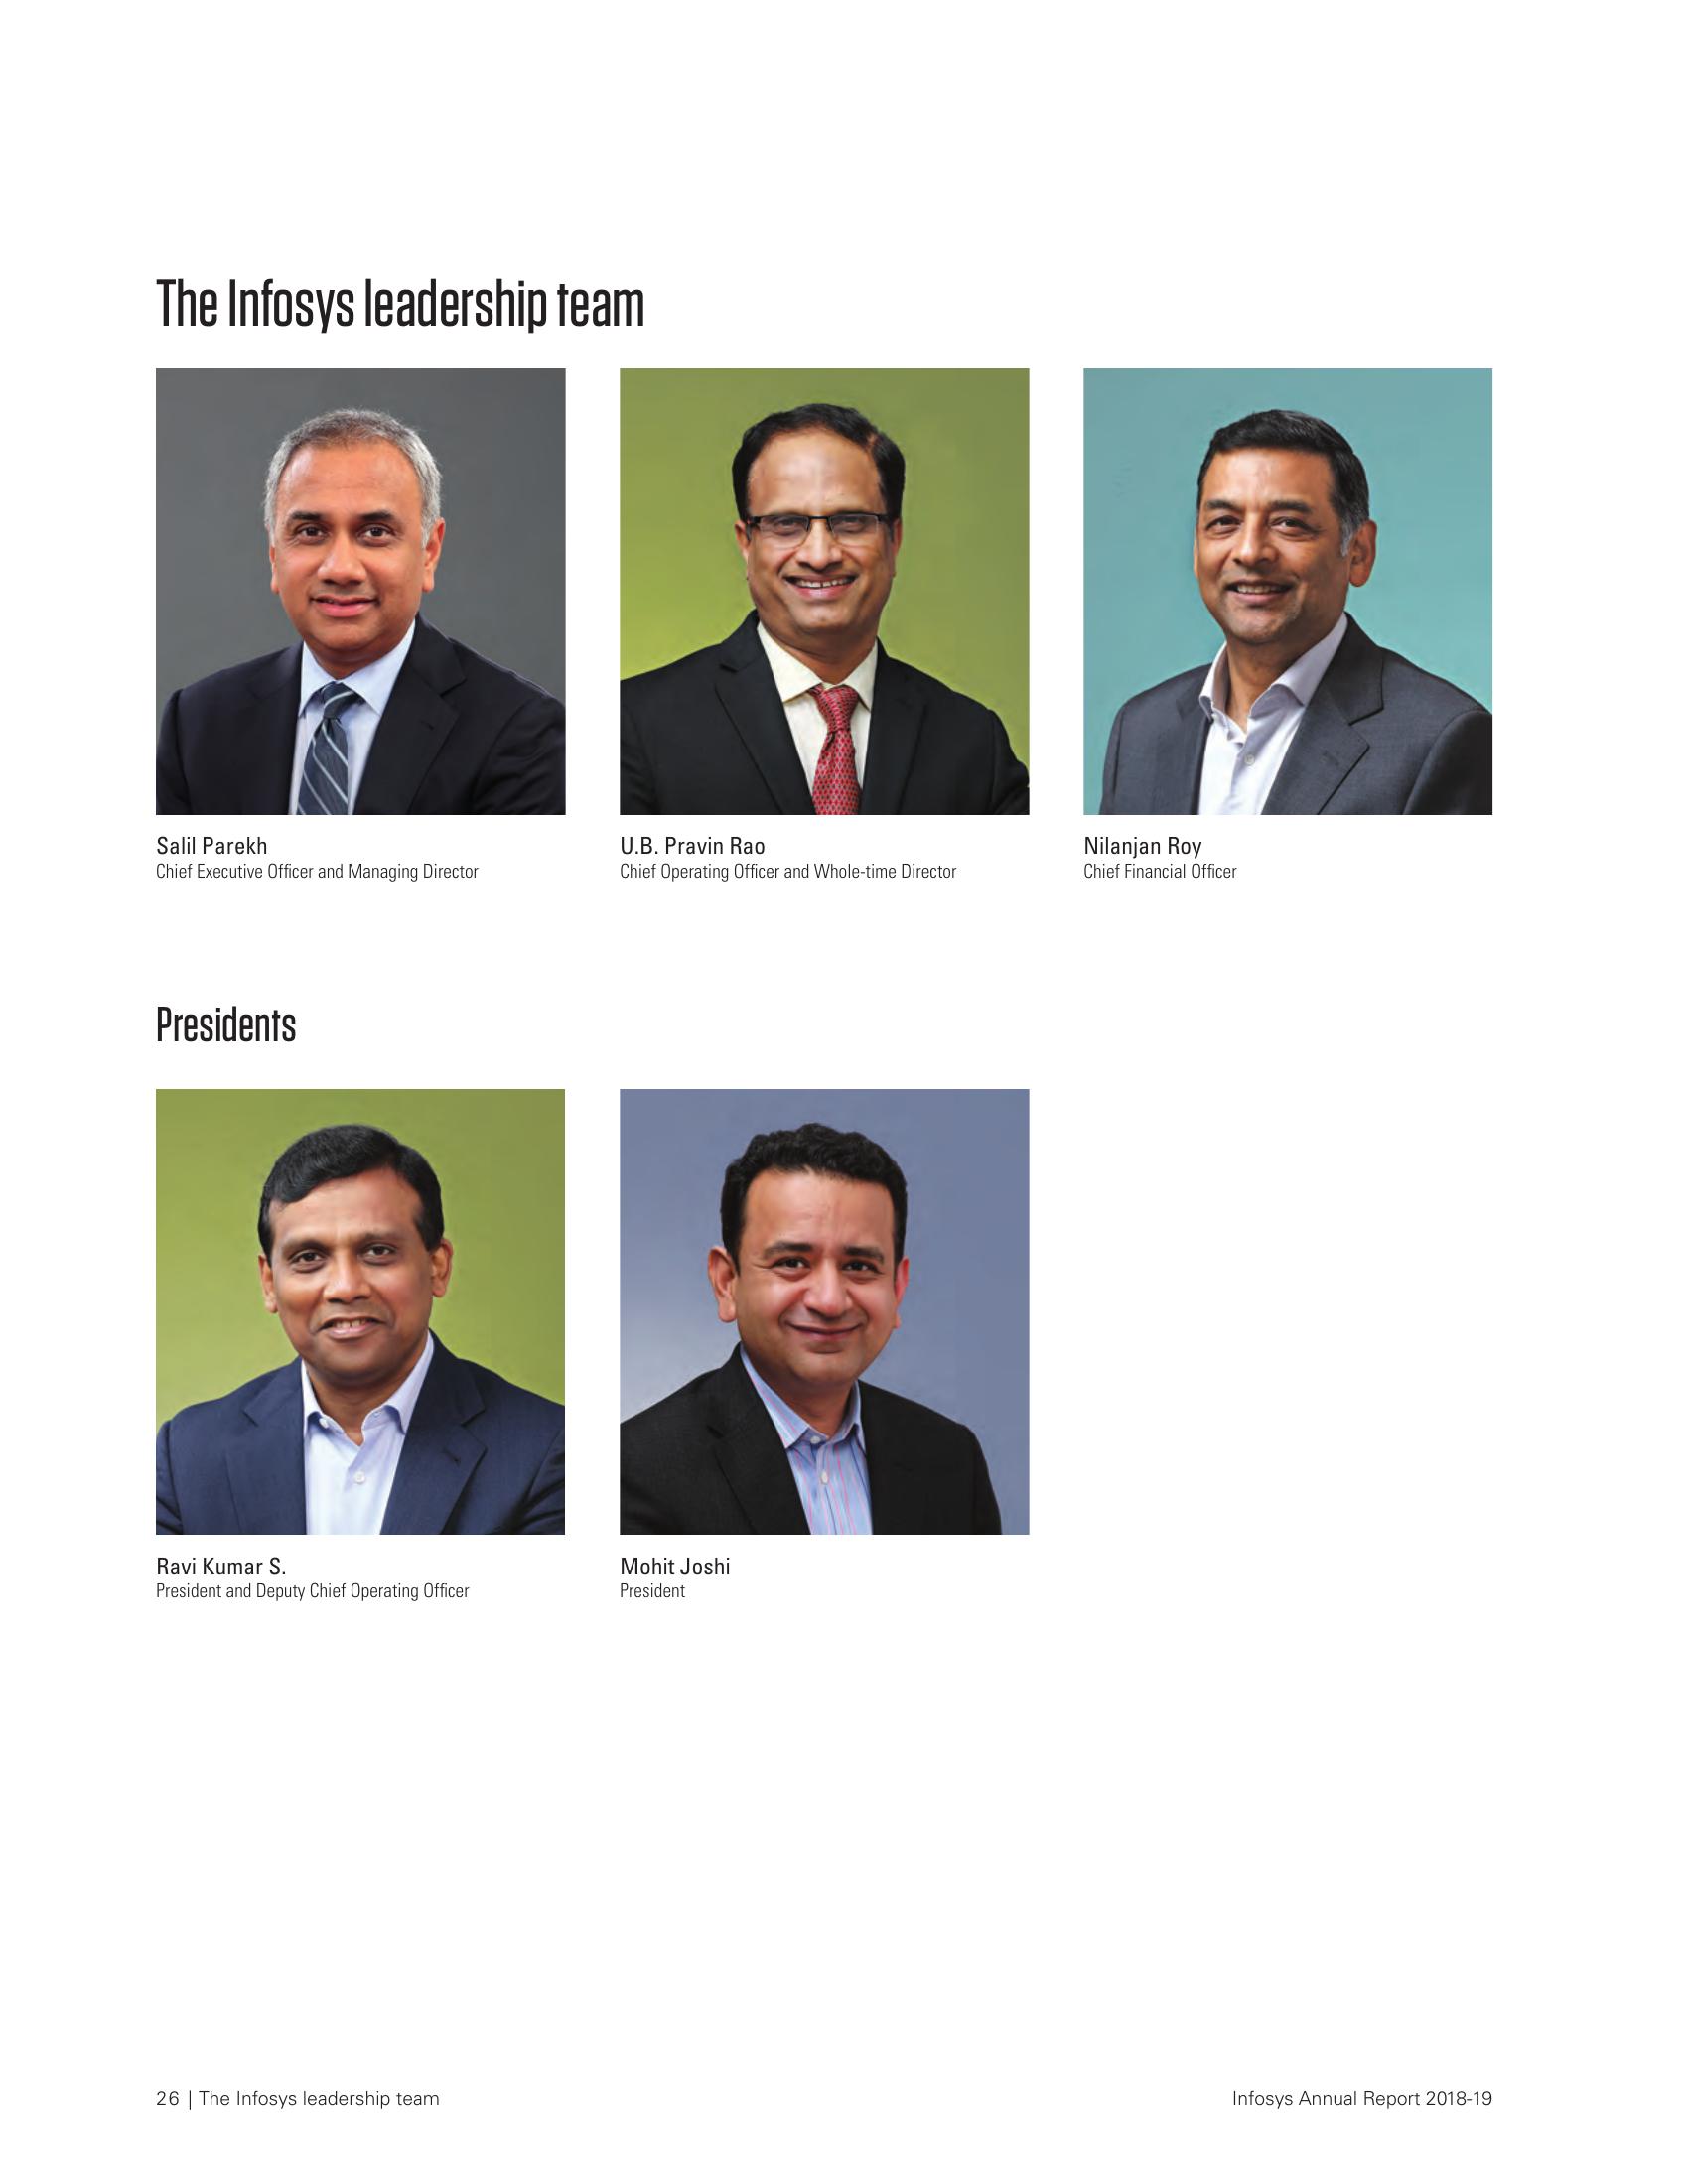 The Infosys leadership team
Salil Parekh
Chief Executive Officer and Managing Director
U.B. Pravin Rao
Chief Operating Officer and Whole-time Director
Nilanjan Roy
Chief Financial Officer
Presidents
Ravi Kumar S.
President and Deputy Chief Operating Officer
Mohit Joshi
President
26 | The Infosys leadership team
Infosys Annual Report 2018-19